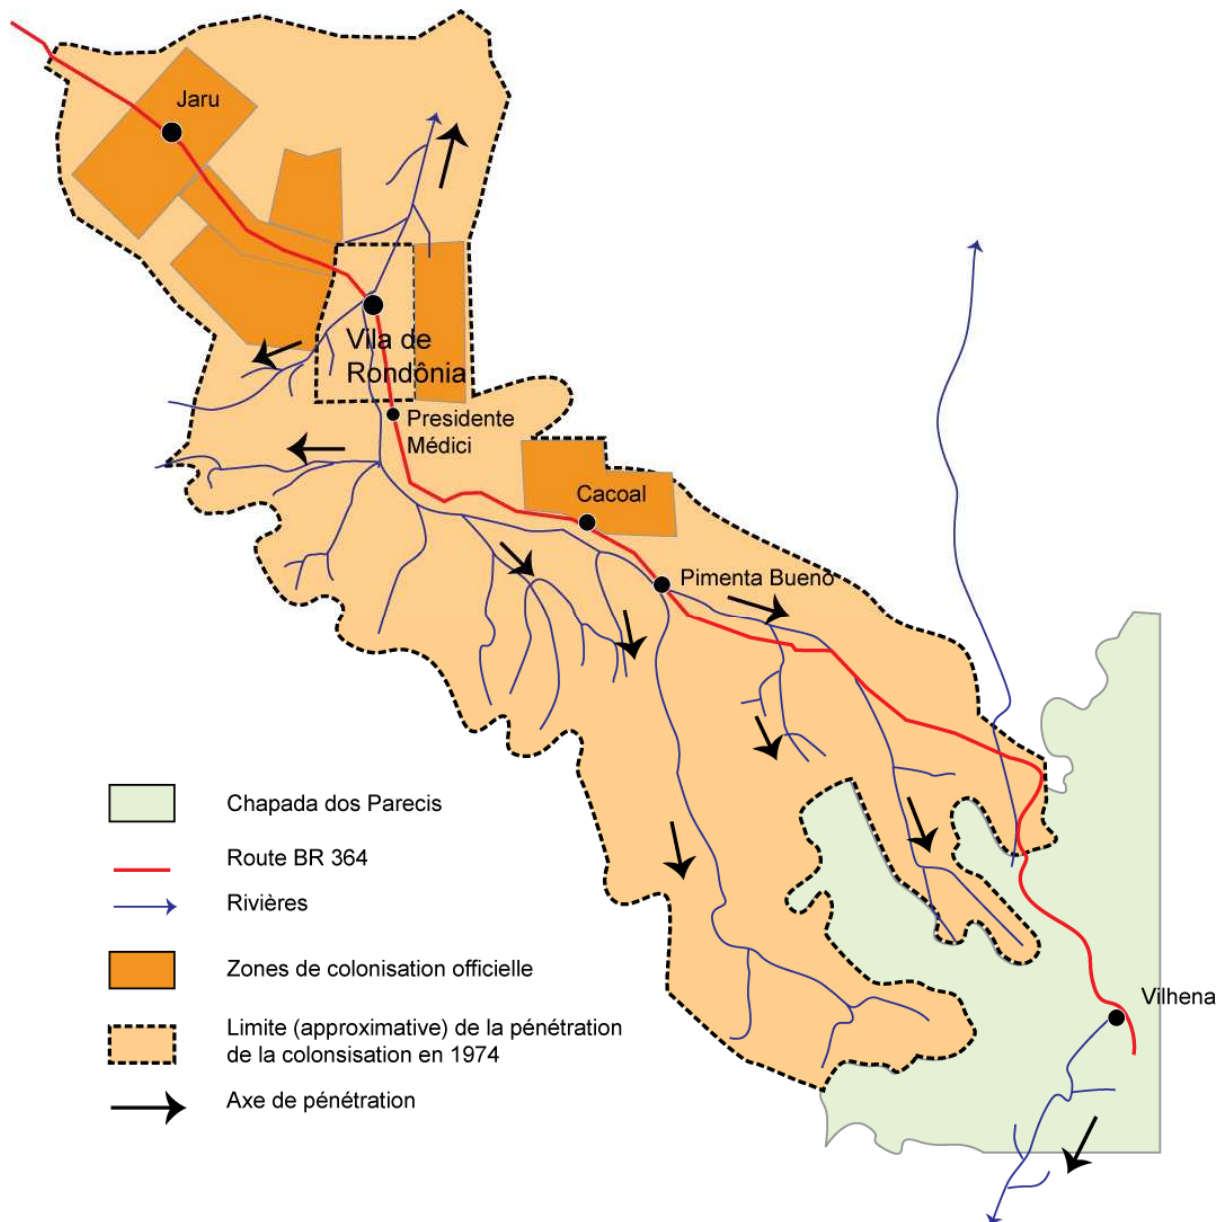 Jaru
Vila de
Rondônia
Presidente
Médici
Cacoal
Pimenta Bueno
Vilhena
Chapada dos Parecis
Route BR 364
Rivières
Zones de colonisation officielle
Limite (approximative) de la pénétration
de la colonsisation en 1974
Axe de pénétration